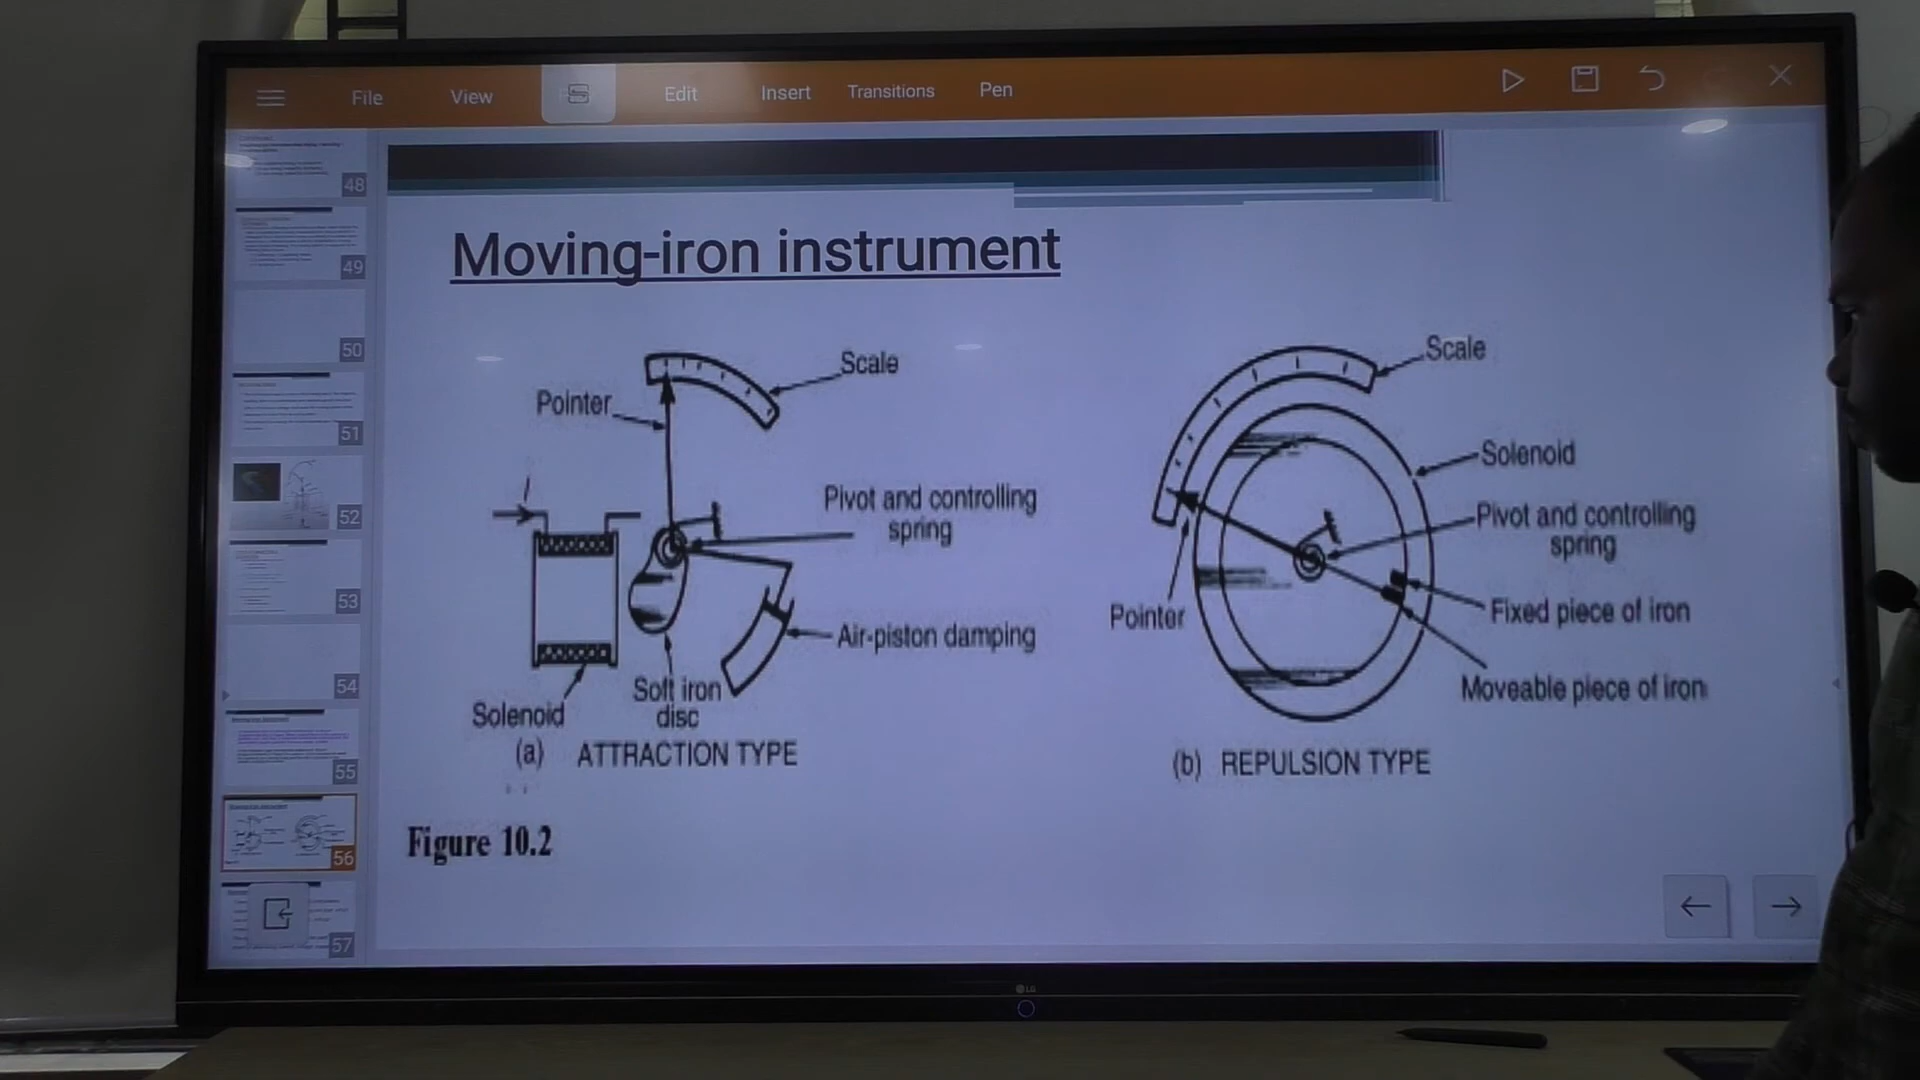 File
View
Edit
Insert
Transitions
Pen
48
49
50
51
52
53
54
55
56
57
Moving-iron instrument
Scale
Pointer
I
Pivot and controlling
spring
Air-piston damping
Soft iron
disc
Solenoid
(a) ATTRACTION TYPE
Scale
Solenoid
Pivot and controlling
spring
Pointer
Fixed piece of iron
Moveable piece of iron
(b) REPULSION TYPE
Figure 10.2
LG